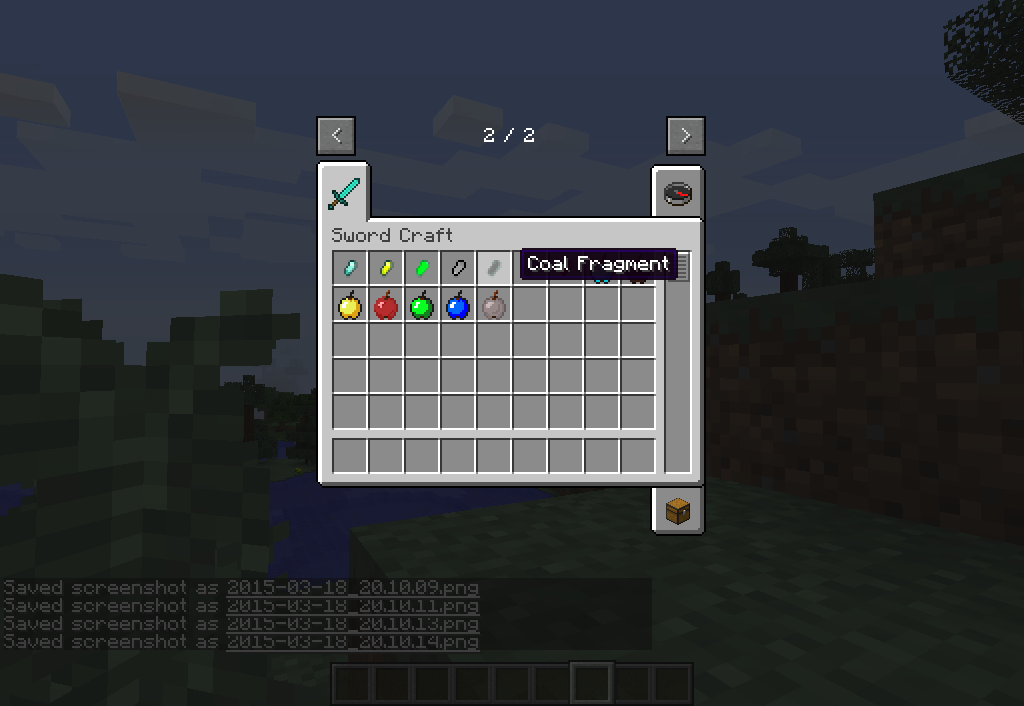 <
2 / 2
>
Sword Craft
Coal Fragment
Saved screenshot as 2015-03-18_20.10.09.png
Saved screenshot as 2015-03-18_20.10.11.png
Saved screenshot as 2015-03-18_20.10.13.png
Saved screenshot as 2015-03-18_20.10.14.png